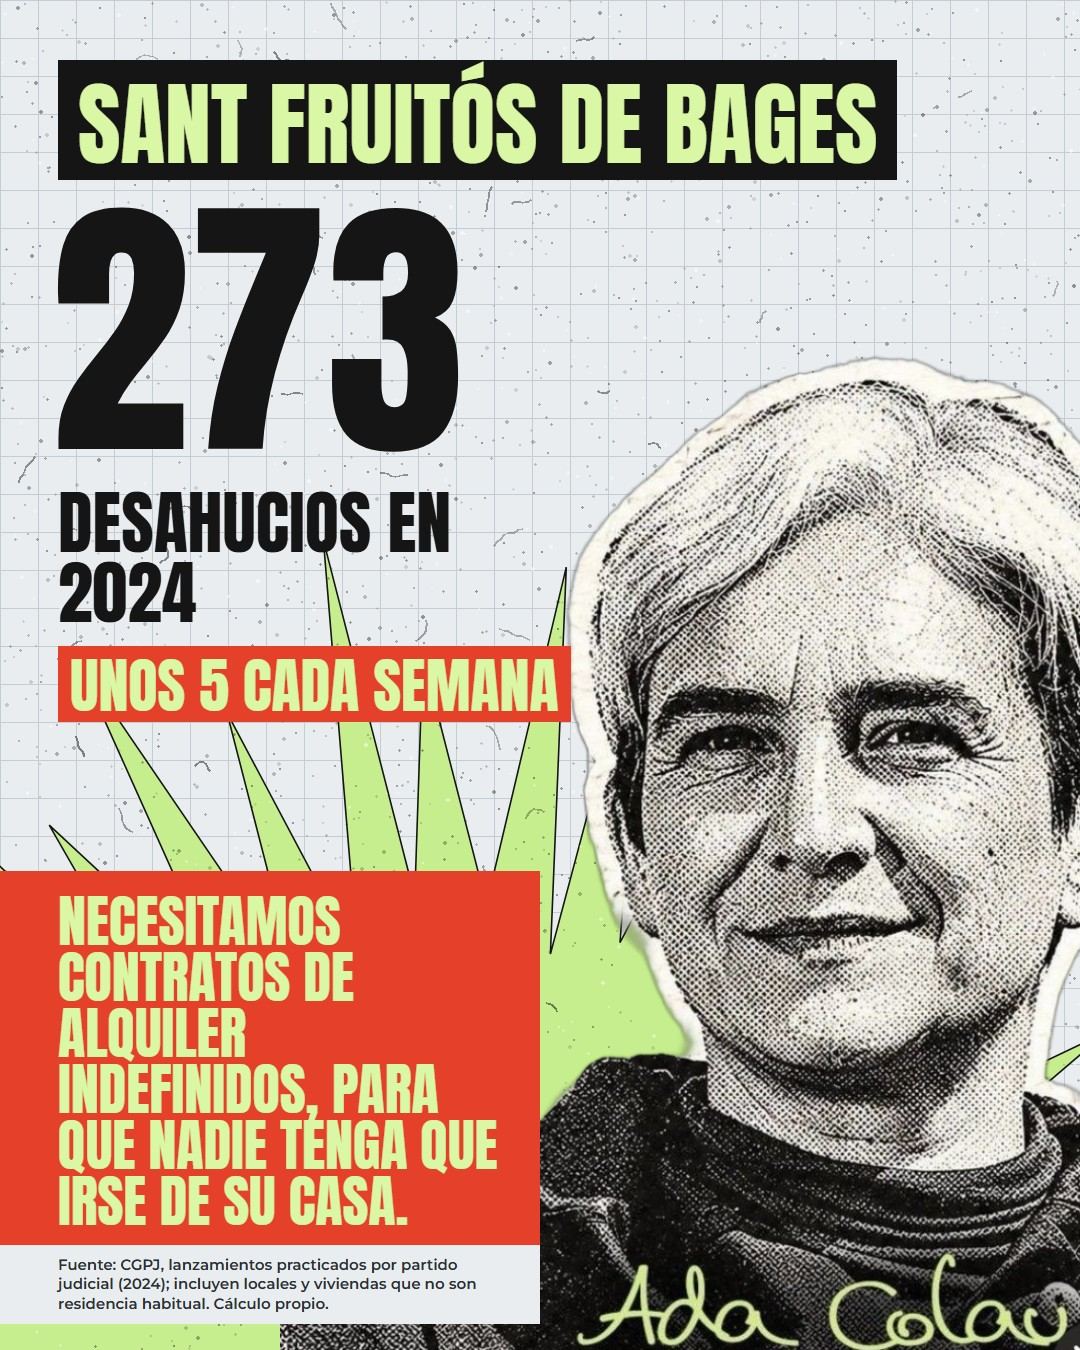 SANT FRUITÓS DE BAGES
273
DESAHUCIOS EN
2024
UNOS 5 CADA SEMANA
NECESITAMOS
CONTRATOS DE
ALQUILER
INDEFINIDOS, PARA
QUE NADIE TENGA QUE
IRSE DE SU CASA.
Fuente: CGPJ, lanzamientos practicados por partido
judicial (2024); incluyen locales y viviendas que no son
residencia habitual. Cálculo propio.
Ada Colau